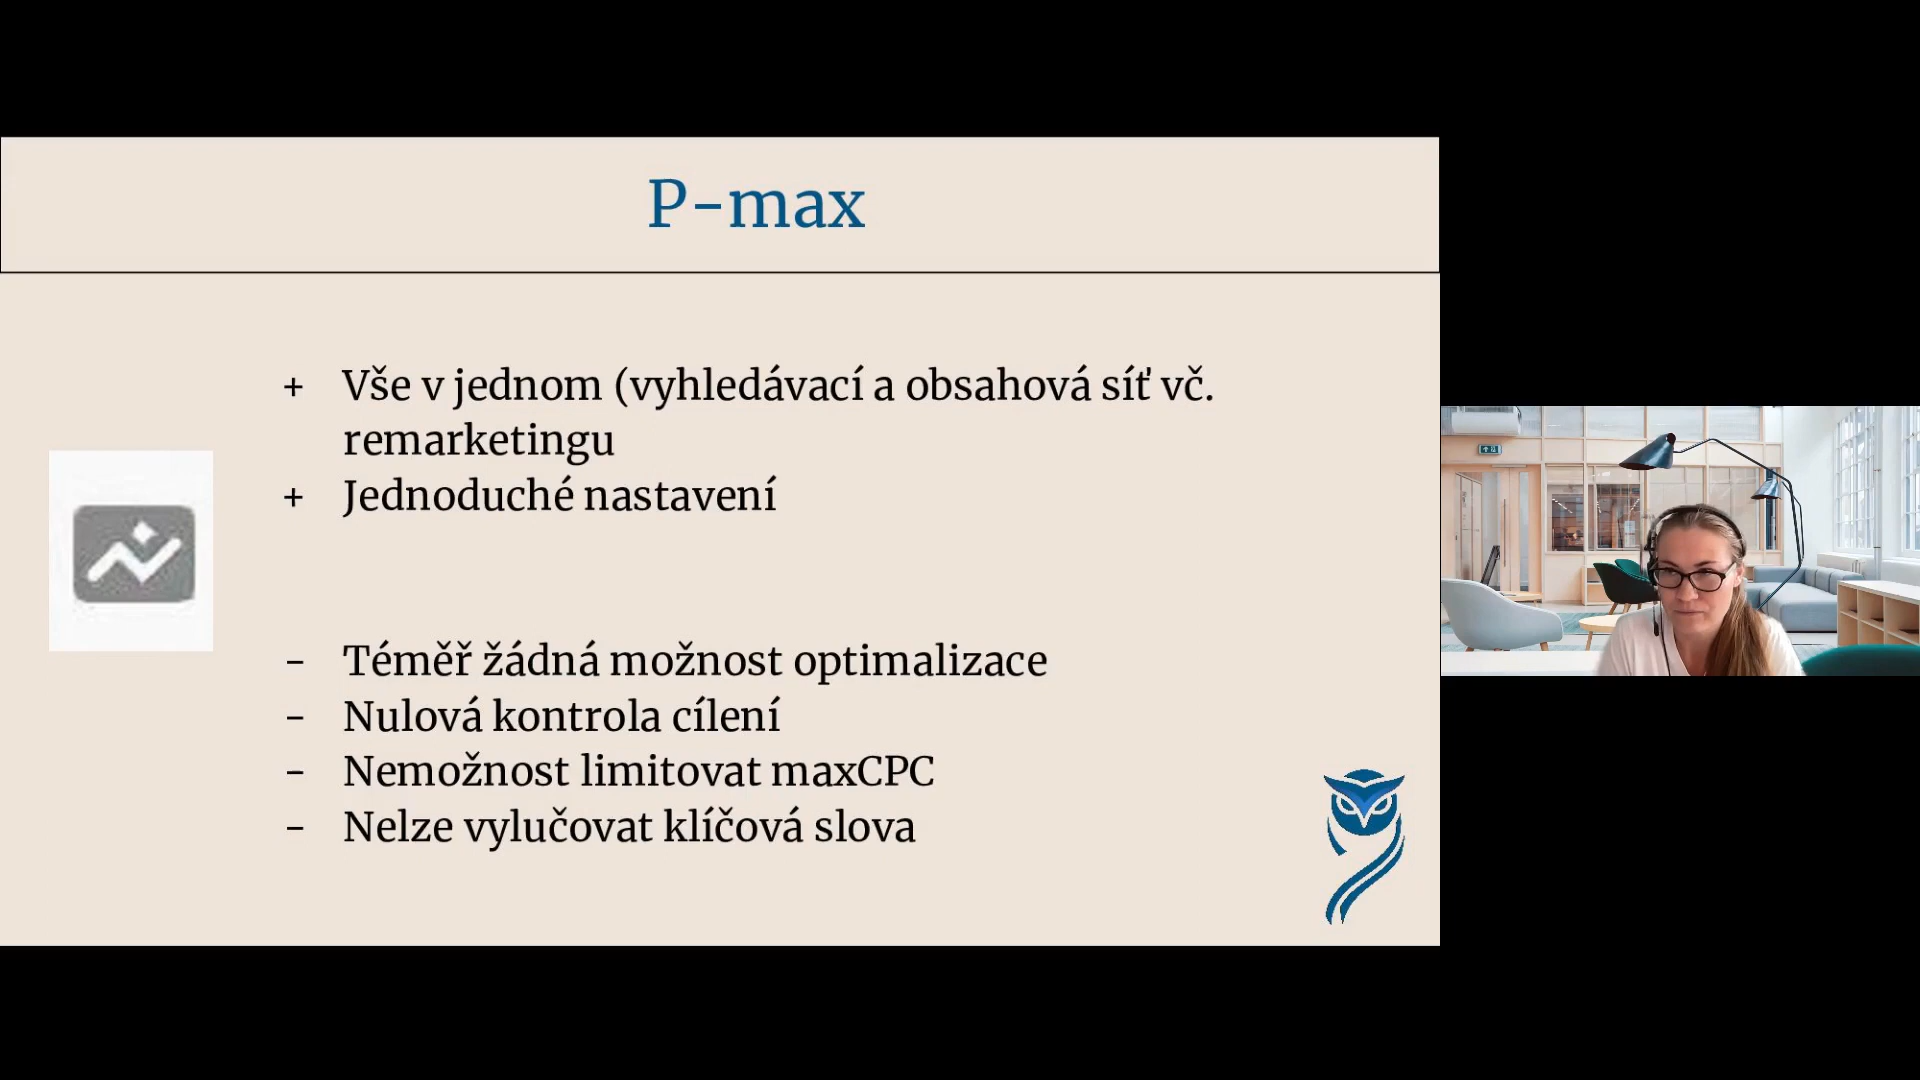 P-max
+ Vše v jednom (vyhledávací a obsahová síť vč.
remarketingu
+ Jednoduché nastavení
- Téměř žádná možnost optimalizace
- Nulová kontrola cílení
- Nemožnost limitovat maxCPC
- Nelze vylučovat klíčová slova